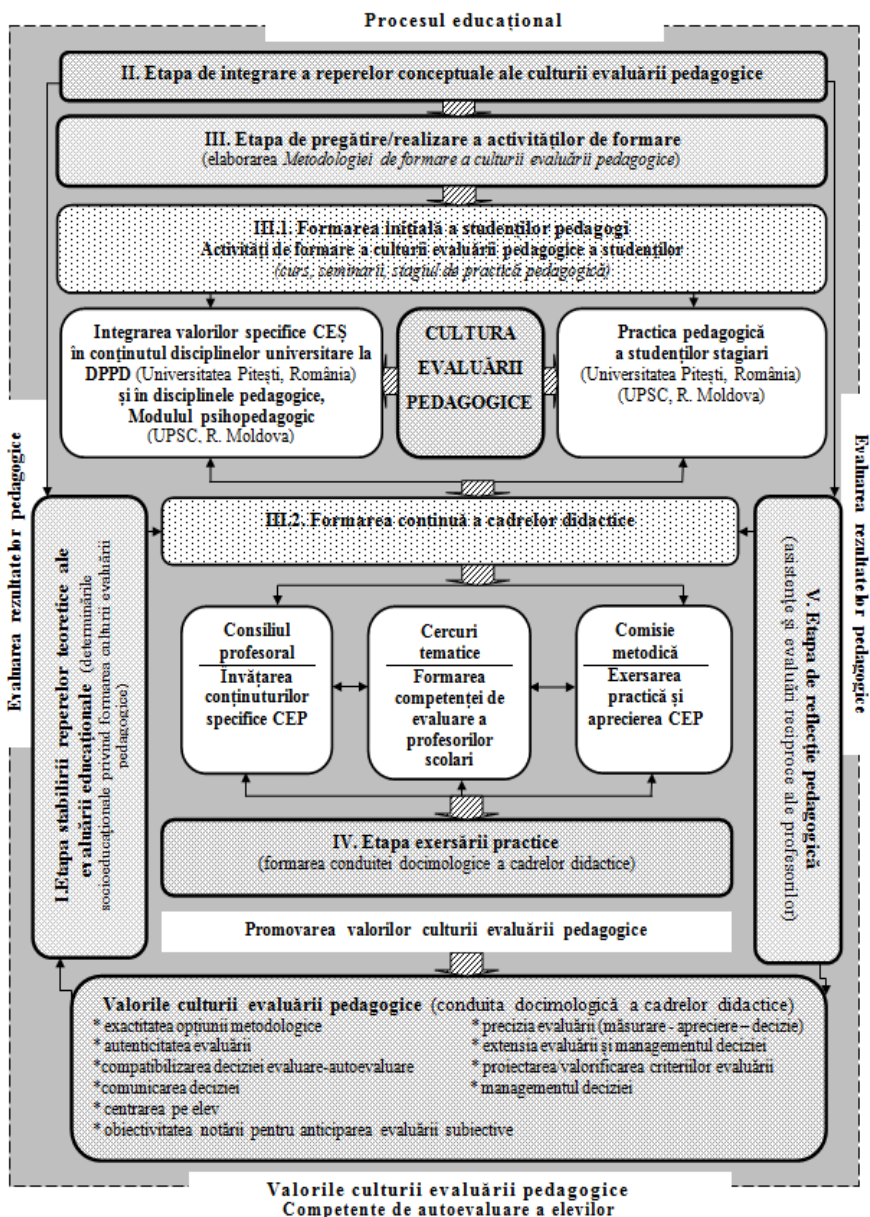 Procesul educațional
II. Etapa de integrare a reperelor conceptuale ale culturii evaluării pedagogice
III. Etapa de pregătire/realizare a activităților de formare
(elaborarea Metodologiei de formare a culturii evaluării pedagogice)
III.1. Formarea inițială a studenților pedagogi
Activități de formare a culturii evaluării pedagogice a studenților
(curs, seminarii, stagiul de practică pedagogică)
Integrarea valorilor specifice CEȘ
în conținutul disciplinelor universitare la
DPPD (Universitatea Pitești, România)
și în disciplinele pedagogice,
Modulul psihopedagogic
(UPSC, R. Moldova)
CULTURA
EVALUĂRII
PEDAGOGICE
Practica pedagogică
a studenților stagiari
(Universitatea Pitești, România)
(UPSC, R. Moldova)
Evaluarea rezultatelor pedagogice
Evaluarea rezultatelor pedagogice
I.Etapa stabilirii reperelor teoretice ale
evaluării educaționale (determinările
socioeducaționale privind formarea culturii evaluării
pedagogice)
III.2. Formarea continuă a cadrelor didactice
V. Etapa de reflecție pedagogică
(asistențe și evaluări reciproce ale profesorilor)
Consiliul
profesoral
Învățarea
conținuturilor
specifice CEP
Cercuri
tematice
Formarea
competenței de
evaluare a
profesorilor
scolari
Comisie
metodică
Exersarea
practică și
aprecierea CEP
IV. Etapa exersării practice
(formarea conduitei docimologice a cadrelor didactice)
Promovarea valorilor culturii evaluării pedagogice
Valorile culturii evaluării pedagogice (conduita docimologică a cadrelor didactice)
* exactitatea opțiunii metodologice
* autenticitatea evaluării
*compatibilizarea deciziei evaluare-autoevaluare
*comunicarea deciziei
* centrarea pe elev
* obiectivitatea notării pentru anticiparea evaluării subiective
* precizia evaluării (măsurare - apreciere – decizie)
* extensia evaluării și managementul deciziei
* proiectarea/valorificarea criteriilor evaluării
* managementul deciziei
Valorile culturii evaluării pedagogice
Competente de autoevaluare a elevilor